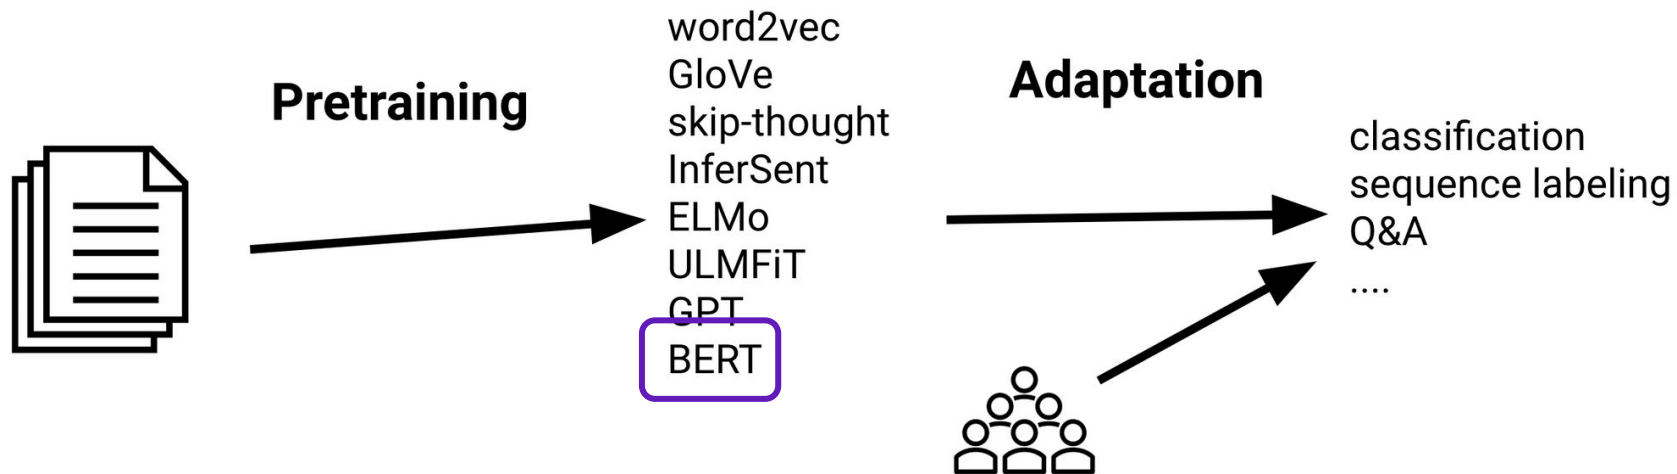 Pretraining
word2vec
GloVe
skip-thought
InferSent
ELMo
ULMFiT
GPT
BERT
Adaptation
classification
sequence labeling
Q&A
....